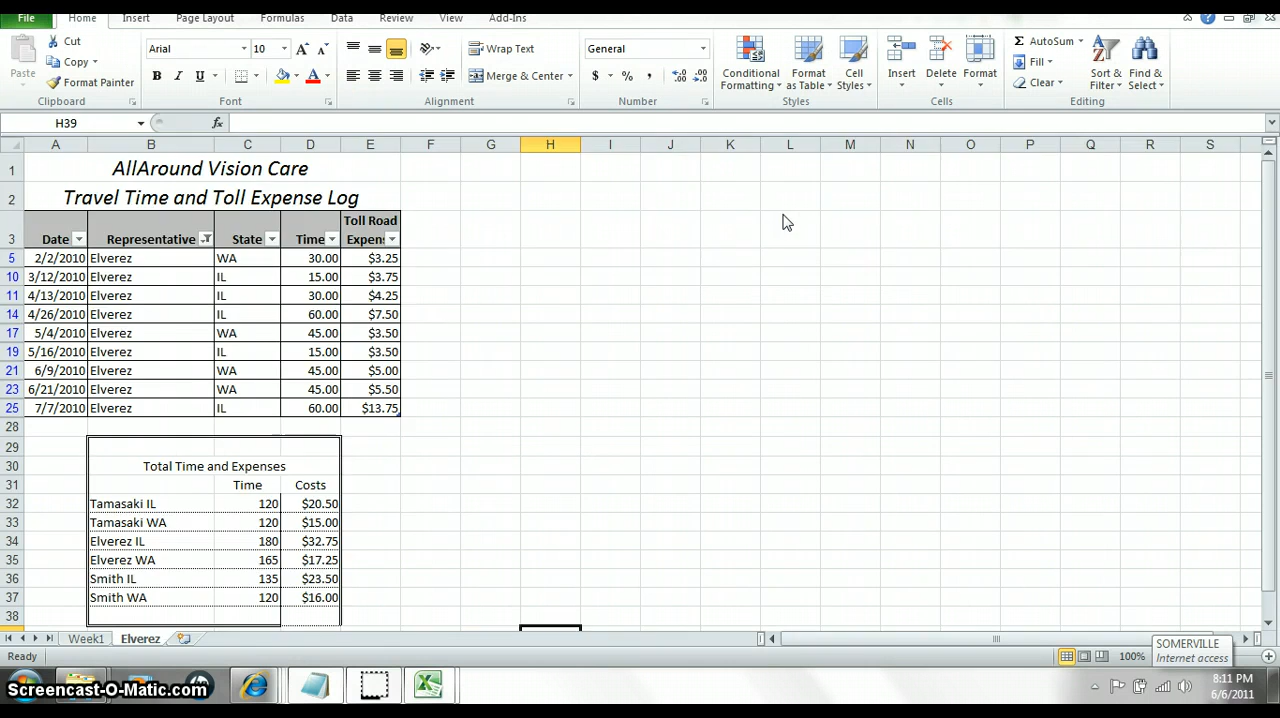 File Home Insert Page Layout Formulas Data Review View Add-Ins
Paste Cut Copy Format Painter Clipboard
Arial 10 B I U Font
Wrap Text Merge & Center Alignment
General $ % , Number
Conditional Formatting Format as Table Cell Styles Styles
Insert Delete Format Cells
Σ AutoSum Fill Clear Sort & Filter Find & Select Editing
H39 fx
A B C D E F G H I J K L M N O P Q R S
1 AllAround Vision Care
2 Travel Time and Toll Expense Log
Toll Road
3 Date Representative State Time Expens
5 2/2/2010 Elverez WA 30.00 $3.25
10 3/12/2010 Elverez IL 15.00 $3.75
11 4/13/2010 Elverez IL 30.00 $4.25
14 4/26/2010 Elverez IL 60.00 $7.50
17 5/4/2010 Elverez WA 45.00 $3.50
19 5/16/2010 Elverez IL 15.00 $3.50
21 6/9/2010 Elverez WA 45.00 $5.00
23 6/21/2010 Elverez WA 45.00 $5.50
25 7/7/2010 Elverez IL 60.00 $13.75
28
29
30 Total Time and Expenses
31 Time Costs
32 Tamasaki IL 120 $20.50
33 Tamasaki WA 120 $15.00
34 Elverez IL 180 $32.75
35 Elverez WA 165 $17.25
36 Smith IL 135 $23.50
37 Smith WA 120 $16.00
38
Week1 Elverez
SOMERVILLE
Internet access
Ready 100%
Screencast-O-Matic.com
8:11 PM
6/6/2011